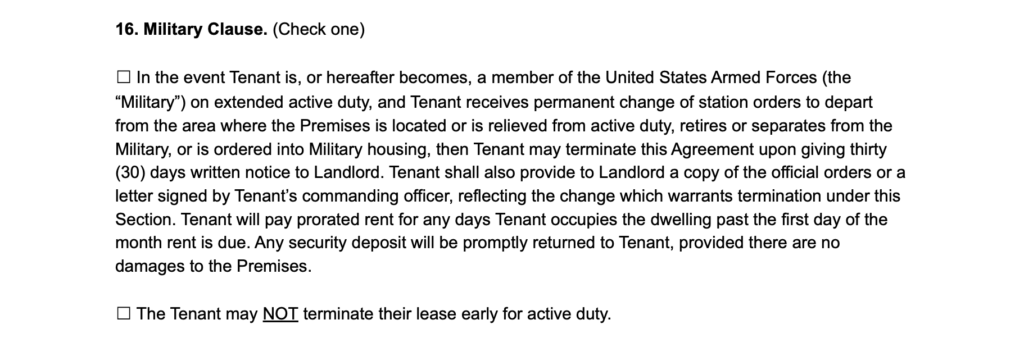 16. Military Clause. (Check one)
☐ In the event Tenant is, or hereafter becomes, a member of the United States Armed Forces (the
“Military”) on extended active duty, and Tenant receives permanent change of station orders to depart
from the area where the Premises is located or is relieved from active duty, retires or separates from the
Military, or is ordered into Military housing, then Tenant may terminate this Agreement upon giving thirty
(30) days written notice to Landlord. Tenant shall also provide to Landlord a copy of the official orders or a
letter signed by Tenant’s commanding officer, reflecting the change which warrants termination under this
Section. Tenant will pay prorated rent for any days Tenant occupies the dwelling past the first day of the
month rent is due. Any security deposit will be promptly returned to Tenant, provided there are no
damages to the Premises.
☐ The Tenant may NOT terminate their lease early for active duty.